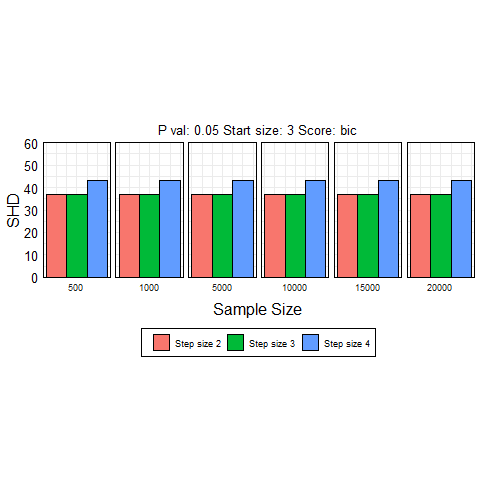 P val: 0.05 Start size: 3 Score: bic
60
50
40
30
20
10
0
SHD
500 1000 5000 10000 15000 20000
Sample Size
Step size 2 Step size 3 Step size 4